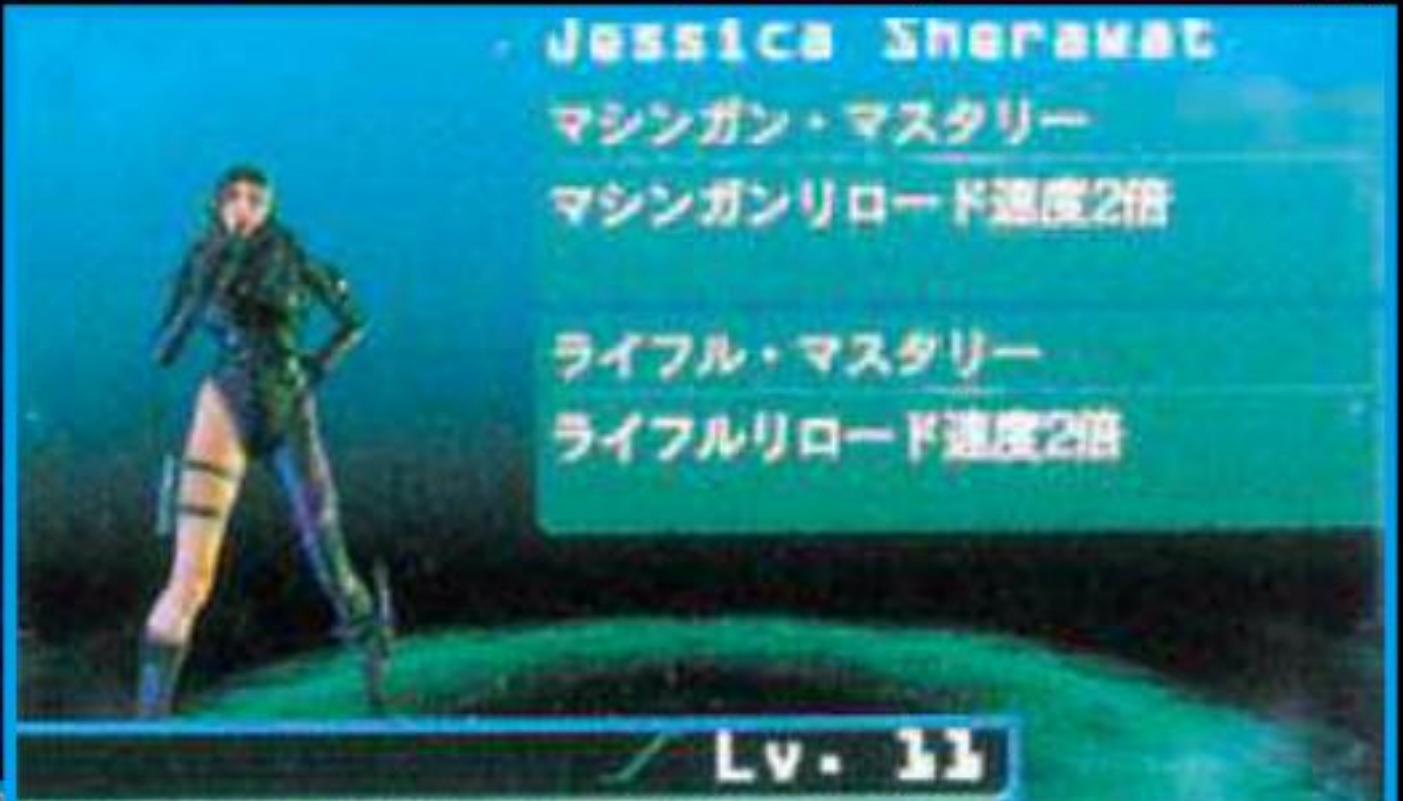 Jessica Sherawat
マシンガン・マスタリー
マシンガンリロード速度2倍
ライフル・マスタリー
ライフルリロード速度2倍
Lv. 11